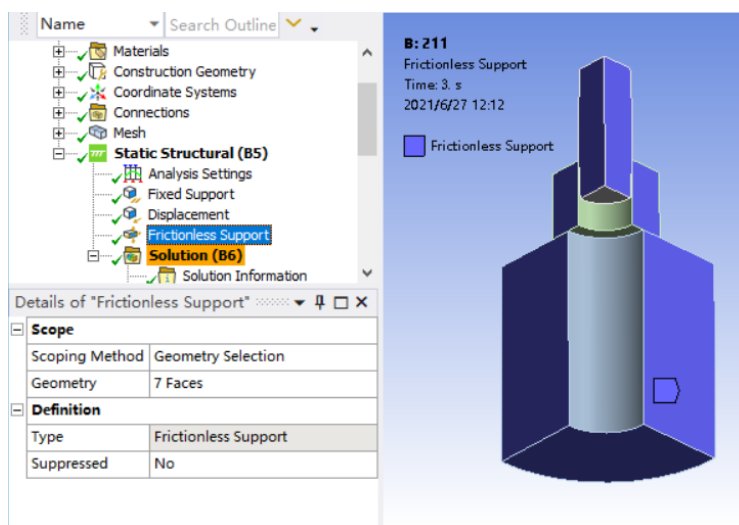 Name
Search Outline
Materials
Construction Geometry
Coordinate Systems
Connections
Mesh
Static Structural (B5)
Analysis Settings
Fixed Support
Displacement
Frictionless Support
Solution (B6)
Solution Information
Details of "Frictionless Support"
Scope
Scoping Method Geometry Selection
Geometry 7 Faces
Definition
Type Frictionless Support
Suppressed No
B: 211
Frictionless Support
Time: 3. s
2021/6/27 12:12
Frictionless Support